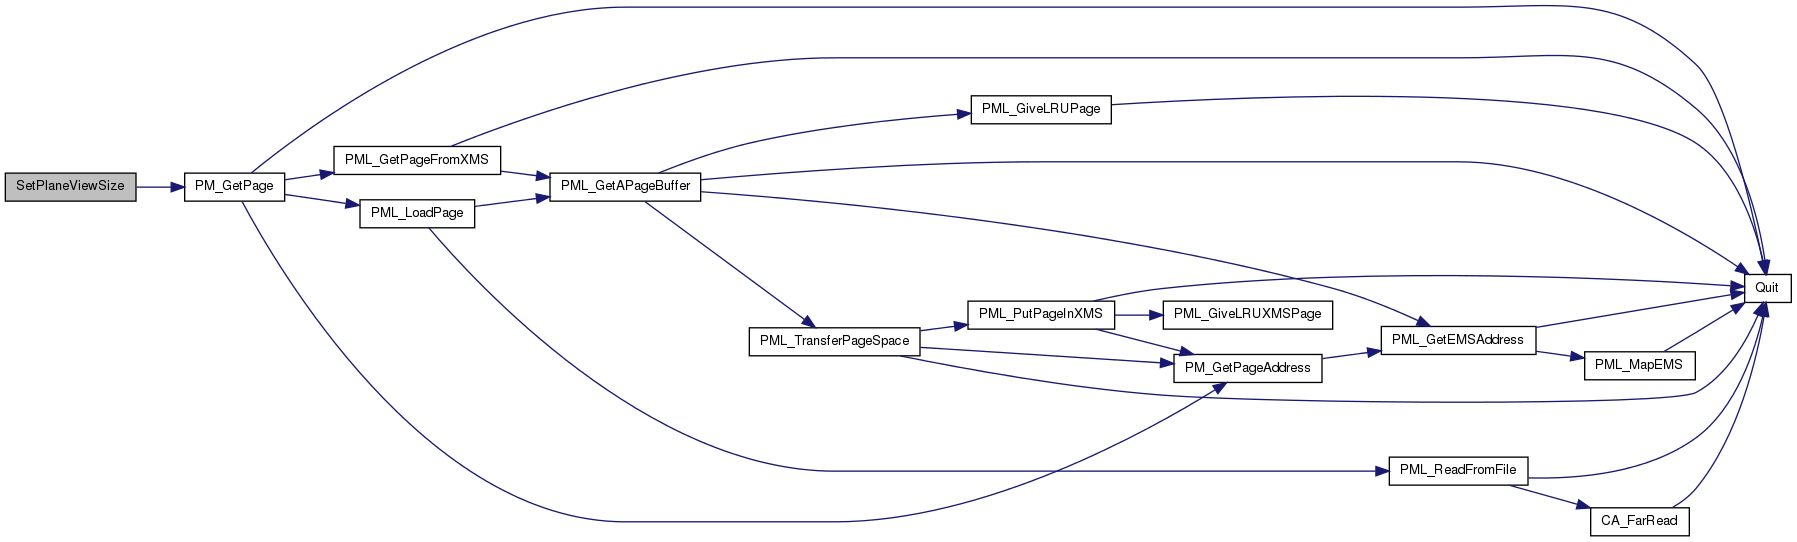 SetPlaneViewSize
PM_GetPage
PML_GetPageFromXMS
PML_LoadPage
PML_GetAPageBuffer
PML_GiveLRUPage
PML_TransferPageSpace
PML_PutPageInXMS
PML_GiveLRUXMSPage
PM_GetPageAddress
PML_GetEMSAddress
PML_MapEMS
Quit
PML_ReadFromFile
CA_FarRead